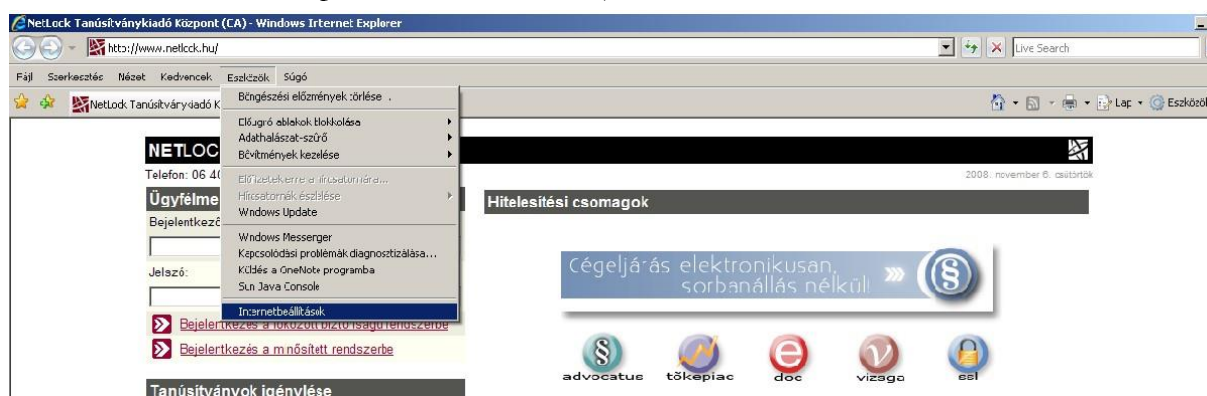 NetLock Tanúsítványkiadó Központ (CA) - Windows Internet Explorer
http://www.netlock.hu/
Live Search
Fájl Szerkesztés Nézet Kedvencek Eszközök Súgó
NetLock Tanúsítványkiadó K
Lap
Eszközök
Böngészési előzmények törlése...
Előugró ablakok blokkolása
Adathalászat-szűrő
Bővítmények kezelése
Előfizetek erre a hírcsatornára...
Hírcsatornák észlelése
Windows Update
Windows Messenger
Kapcsolódási problémák diagnosztizálása...
Küldés a OneNote programba
Sun Java Console
Internetbeállítások
NETLOC
Telefon: 06 40
2008. november 6. csütörtök
Ügyfélme
Bejelentkező
Jelszó:
Bejelentkezés a fokozott biztonságú rendszerbe
Bejelentkezés a minősített rendszerbe
Tanúsítványok igénylése
Hitelesítési csomagok
Cégeljárás elektronikusan,
sorbanállás nélkül!
advocatus tőkepiac doc vizsga ssl